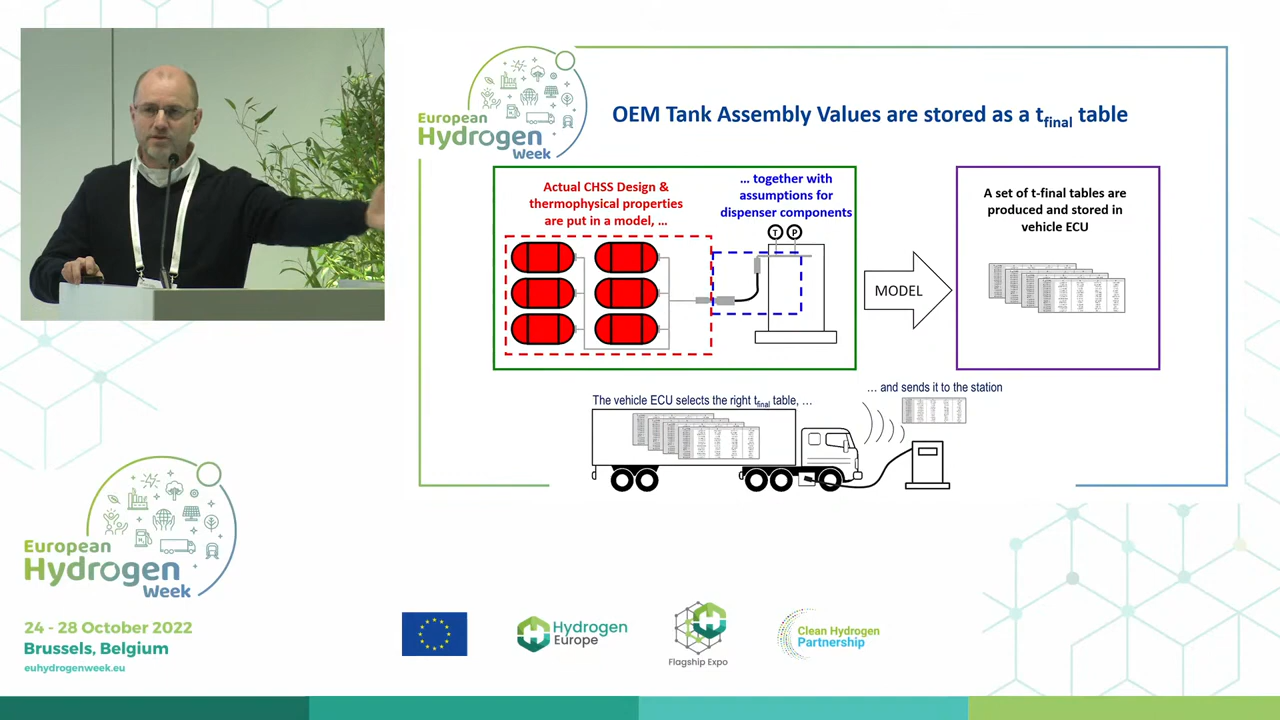 European
Hydrogen
Week
OEM Tank Assembly Values are stored as a tfinal table
Actual CHSS Design &
thermophysical properties
are put in a model, …
… together with
assumptions for
dispenser components
T P
MODEL
A set of t-final tables are
produced and stored in
vehicle ECU
The vehicle ECU selects the right tfinal table, …
… and sends it to the station
European
Hydrogen
Week
24 - 28 October 2022
Brussels, Belgium
euhydrogenweek.eu
Hydrogen
Europe
Flagship Expo
Clean Hydrogen
Partnership